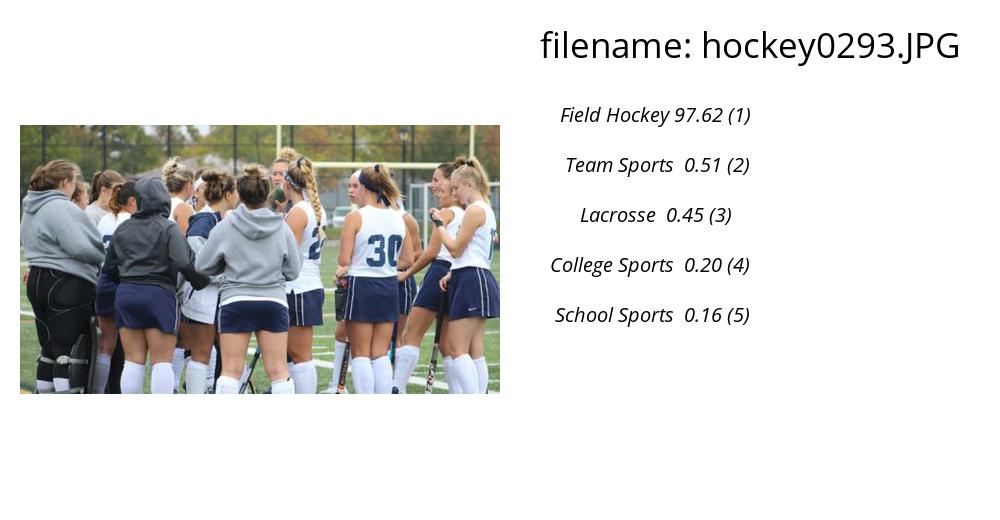 filename: hockey0293.JPG
Field Hockey 97.62 (1)
Team Sports 0.51 (2)
Lacrosse 0.45 (3)
College Sports 0.20 (4)
School Sports 0.16 (5)
30
2